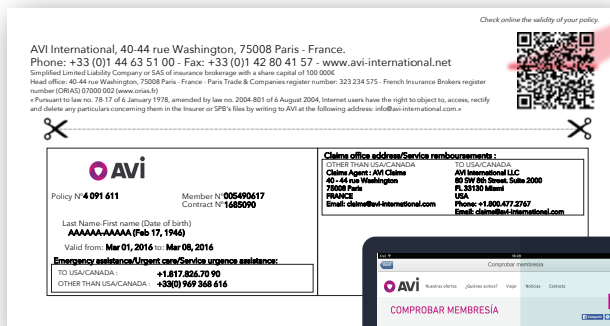 Check online the validity of your policy.
AVI International, 40-44 rue Washington, 75008 Paris - France.
Phone: +33 (0)1 44 63 51 00 - Fax: +33 (0)1 42 80 41 57 - www.avi-international.net
Simplified Limited Liability Company or SAS of insurance brokerage with a share capital of 100 000€
Head office: 40-44 rue Washington, 75008 Paris - France - Paris Trade & Companies register number: 323 234 575 - French Insurance Brokers register
number (ORIAS) 07000 002 (www.orias.fr)
« Pursuant to law no. 78-17 of 6 January 1978, amended by law no. 2004-801 of 6 August 2004, Internet users have the right to object to, access, rectify
and delete any particulars concerning them in the Insurer or SPB's files by writing to AVI at the following address: info@avi-international.com.»
AVI
Policy N°4 091 611
Member N°005490617
Contract N°1685090
Last Name-First name (Date of birth)
AAAAAA-AAAAA (Feb 17, 1946)
Valid from: Mar 01, 2016 to: Mar 08, 2016
Emergency assistance/Urgent care/Service urgence assistance:
TO USA/CANADA : +1.817.826.70 90
OTHER THAN USA/CANADA : +33(0) 969 368 616
Claims office address/Service remboursements :
OTHER THAN USA/CANADA
Claims Agent : AVI Claims
40 - 44 rue Washington
75008 Paris
FRANCE
Email: claims@avi-international.com
TO USA/CANADA
AVI International LLC
80 SW 8th Street. Suite 2000
FL 33130 Miami
USA
Phone: +1.800.477.2767
Email: claims@avi-international.com
Comprobar membresía
AVI
Nuestras ofertas ¿Quiénes somos? Viajar Noticias Contacto
COMPROBAR MEMBRESÍA